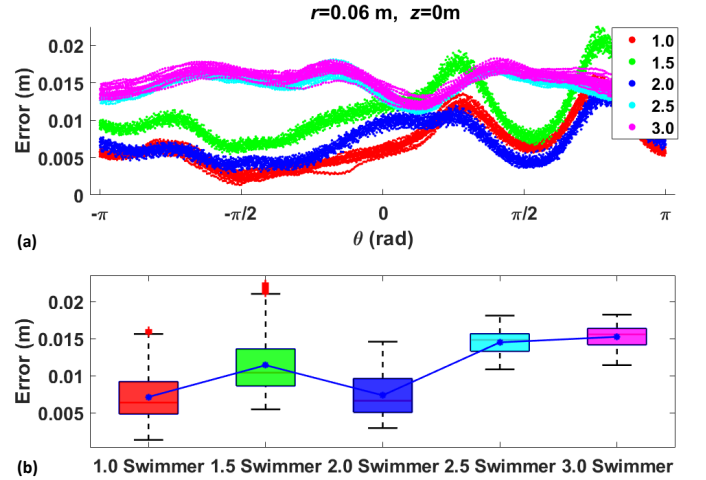 r=0.06 m, z=0m
0.02
0.015
0.01
0.005
0
Error (m)
-π
-π/2
0
π/2
π
θ (rad)
1.0
1.5
2.0
2.5
3.0
(a)
0.02
0.015
0.01
0.005
Error (m)
1.0 Swimmer 1.5 Swimmer 2.0 Swimmer 2.5 Swimmer 3.0 Swimmer
(b)